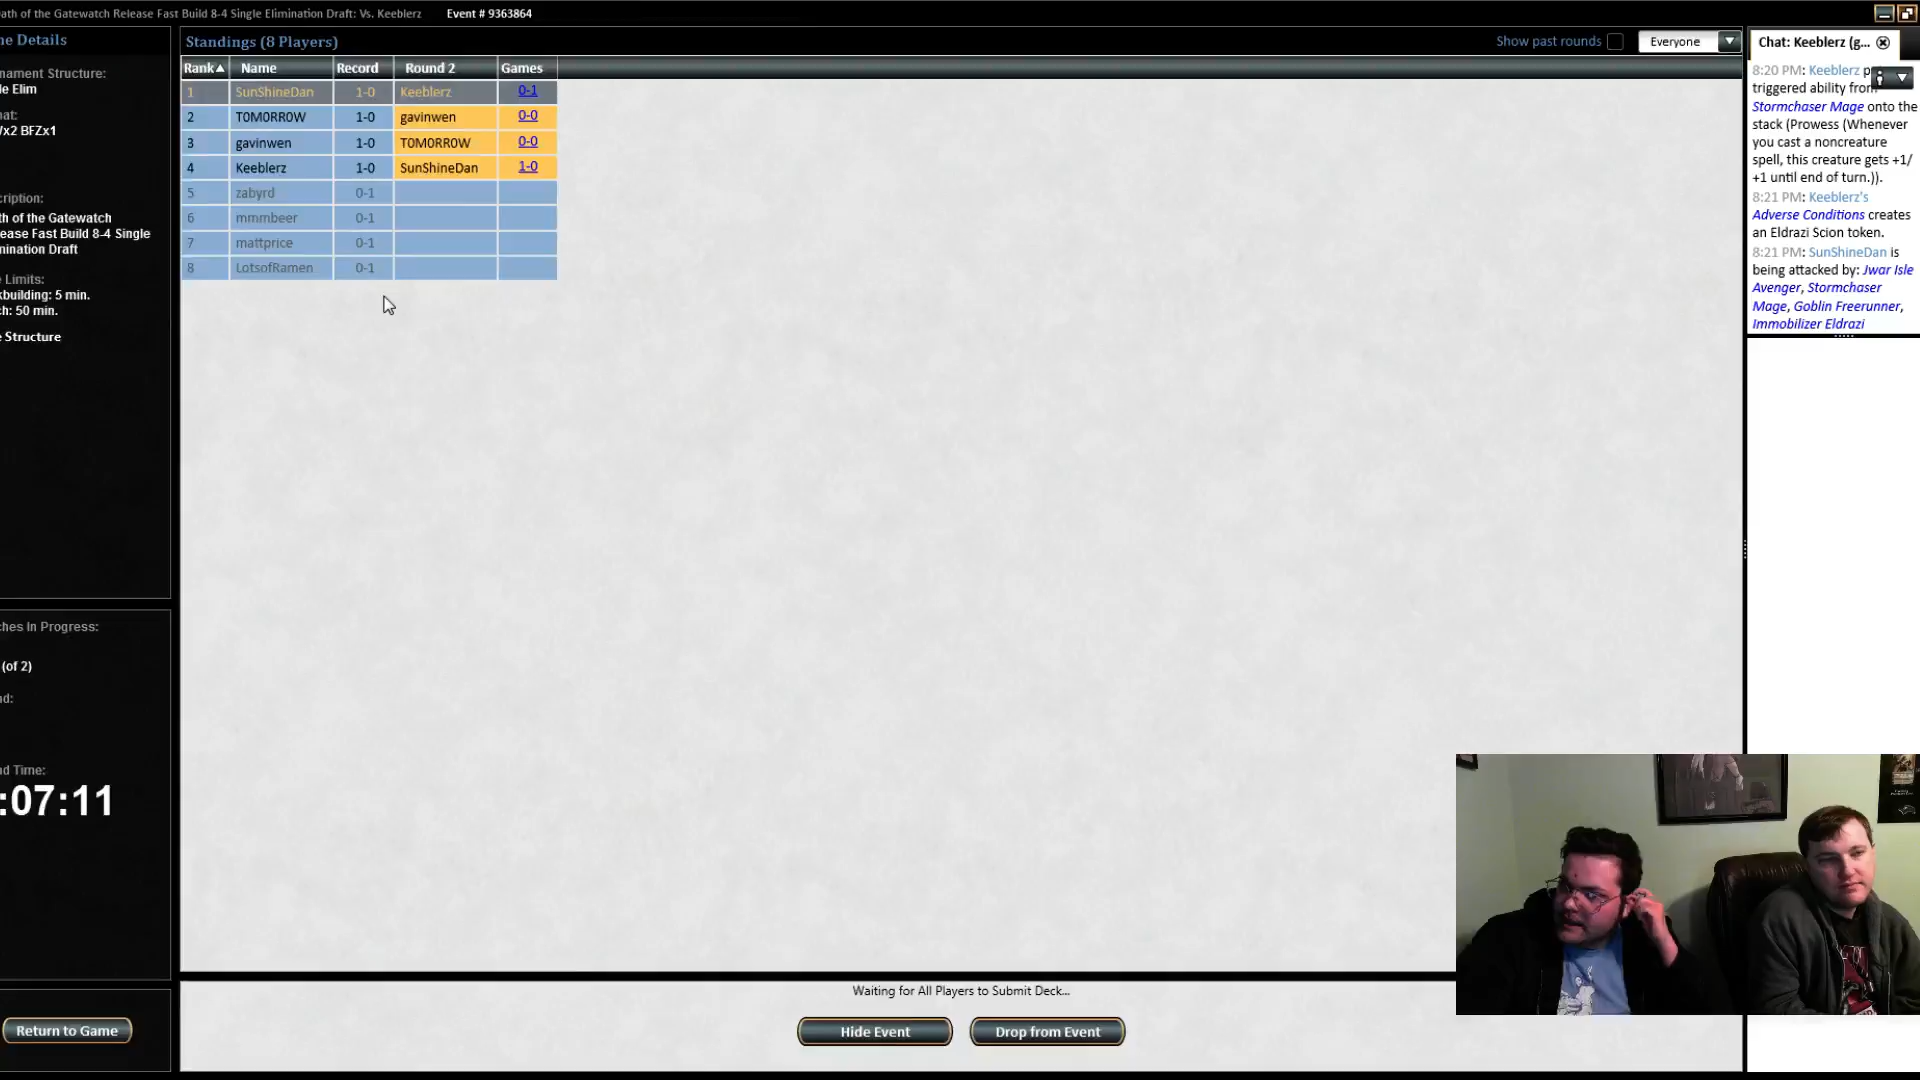 ath of the Gatewatch Release Fast Build 8-4 Single Elimination Draft: Vs. Keeblerz Event # 9363864
ne Details
nament Structure:
le Elim
nat:
/x2 BFZx1
cription:
th of the Gatewatch
ease Fast Build 8-4 Single
mination Draft
e Limits:
kbuilding: 5 min.
ch: 50 min.
e Structure
ches In Progress:
(of 2)
nd:
nd Time:
:07:11
Return to Game
Standings (8 Players)
Show past rounds Everyone
Rank Name Record Round 2 Games
1 SunShineDan 1-0 Keeblerz 0-1
2 T0M0RR0W 1-0 gavinwen 0-0
3 gavinwen 1-0 T0M0RR0W 0-0
4 Keeblerz 1-0 SunShineDan 1-0
5 zabyrd 0-1
6 mmmbeer 0-1
7 mattprice 0-1
8 LotsofRamen 0-1
Waiting for All Players to Submit Deck...
Hide Event Drop from Event
Chat: Keeblerz (g...
8:20 PM: Keeblerz p
triggered ability from
Stormchaser Mage onto the
stack (Prowess (Whenever
you cast a noncreature
spell, this creature gets +1/
+1 until end of turn.)).
8:21 PM: Keeblerz's
Adverse Conditions creates
an Eldrazi Scion token.
8:21 PM: SunShineDan is
being attacked by: Jwar Isle
Avenger, Stormchaser
Mage, Goblin Freerunner,
Immobilizer Eldrazi